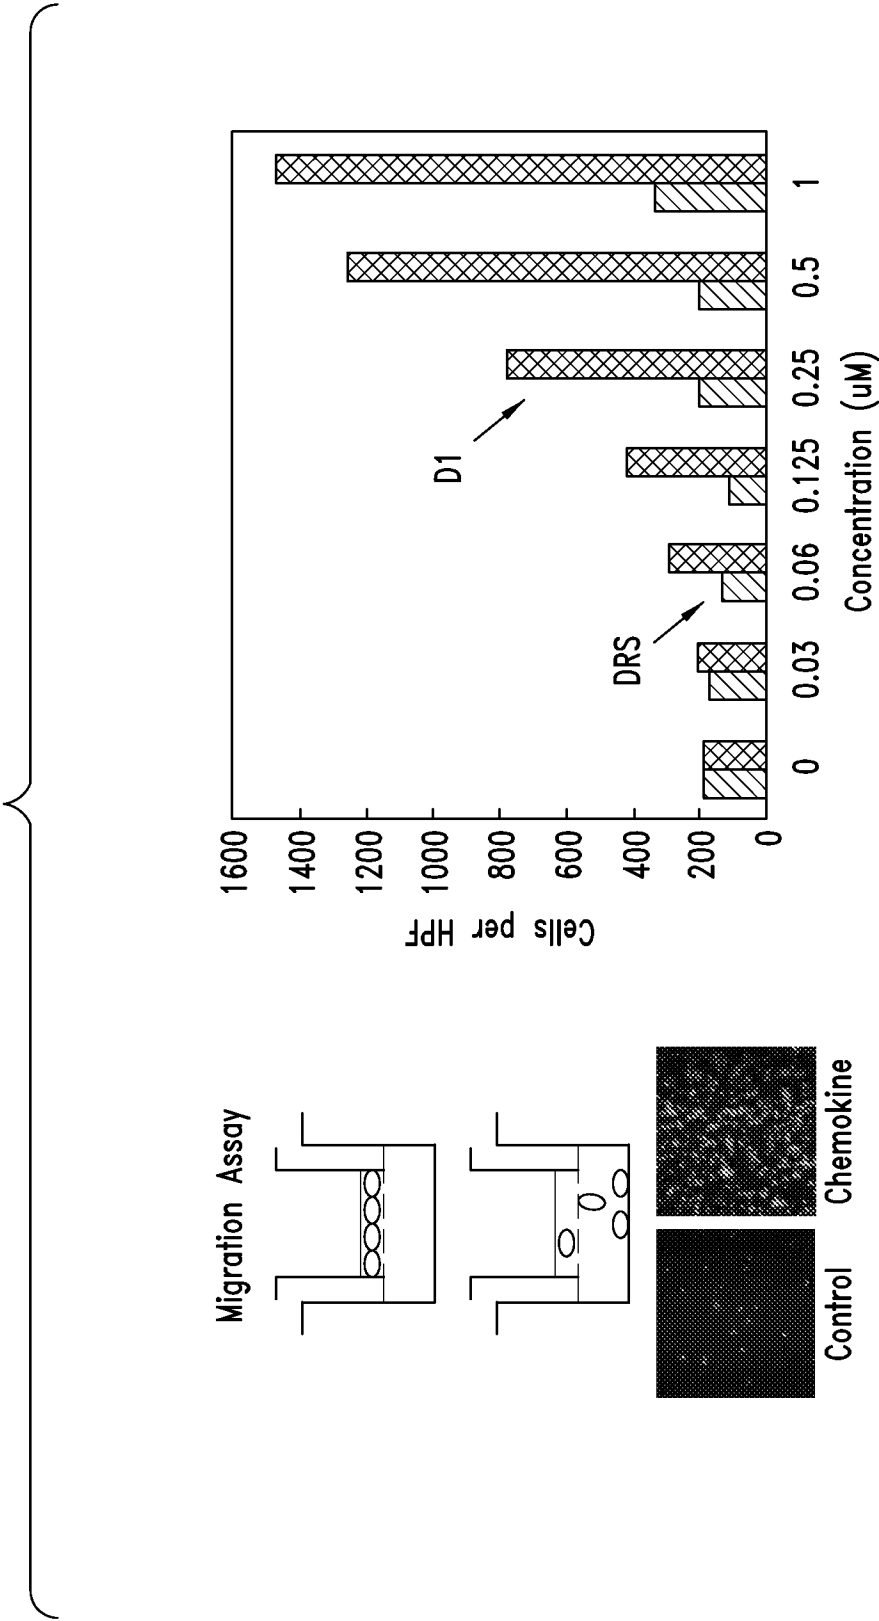 Migration Assay
Control
Chemokine
Cells per HPF
1600
1400
1200
1000
800
600
400
200
0
DRS
D1
0 0.03 0.06 0.125 0.25 0.5 1
Concentration (uM)